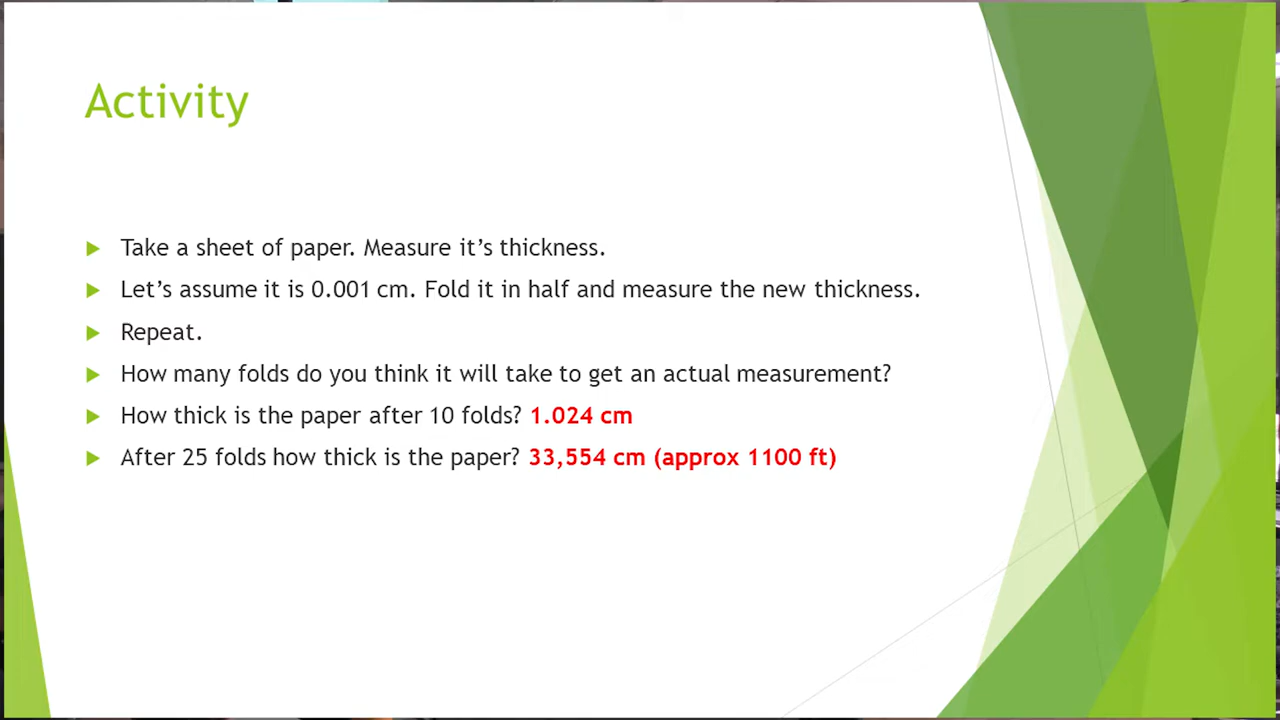 Activity
Take a sheet of paper. Measure it’s thickness.
Let’s assume it is 0.001 cm. Fold it in half and measure the new thickness.
Repeat.
How many folds do you think it will take to get an actual measurement?
How thick is the paper after 10 folds? 1.024 cm
After 25 folds how thick is the paper? 33,554 cm (approx 1100 ft)